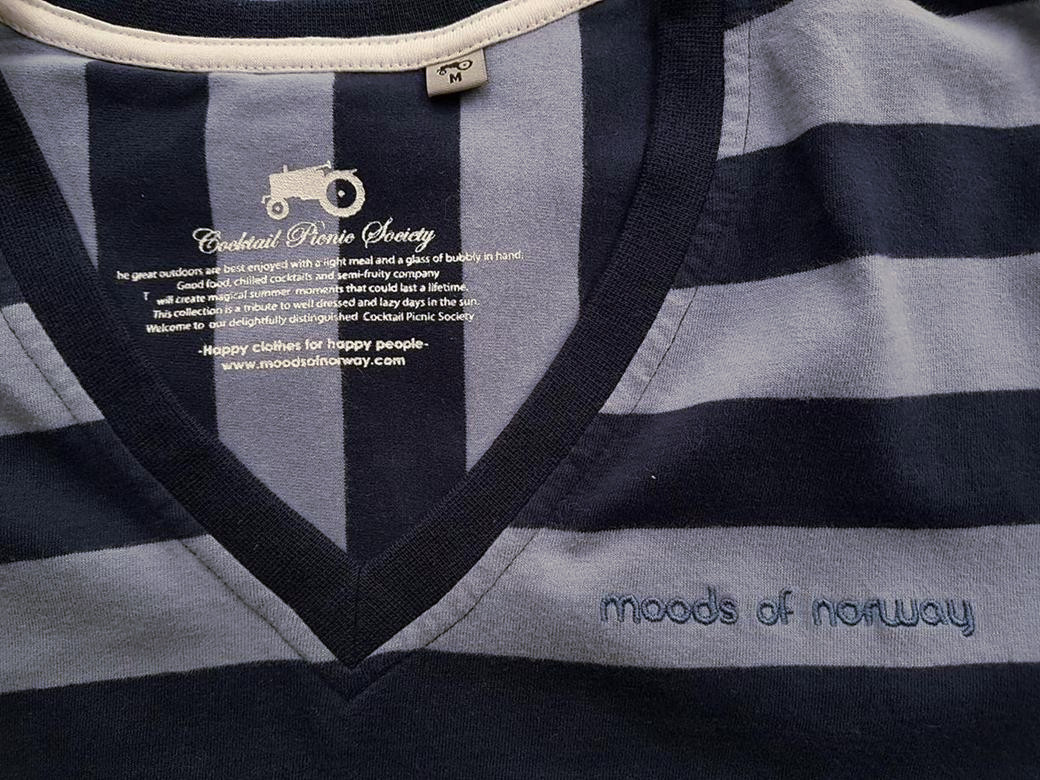 M
Cocktail Picnic Society
he great outdoors are best enjoyed with a light meal and a glass of bubbly in hand.
Good food, chilled cocktails and semi-fruity company
T will create magical summer moments that could last a lifetime.
This collection is a tribute to well dressed and lazy days in the sun.
Welcome to our delightfully distinguished Cocktail Picnic Society
-Happy clothes for happy people-
www.moodsofnorway.com
moods of norway